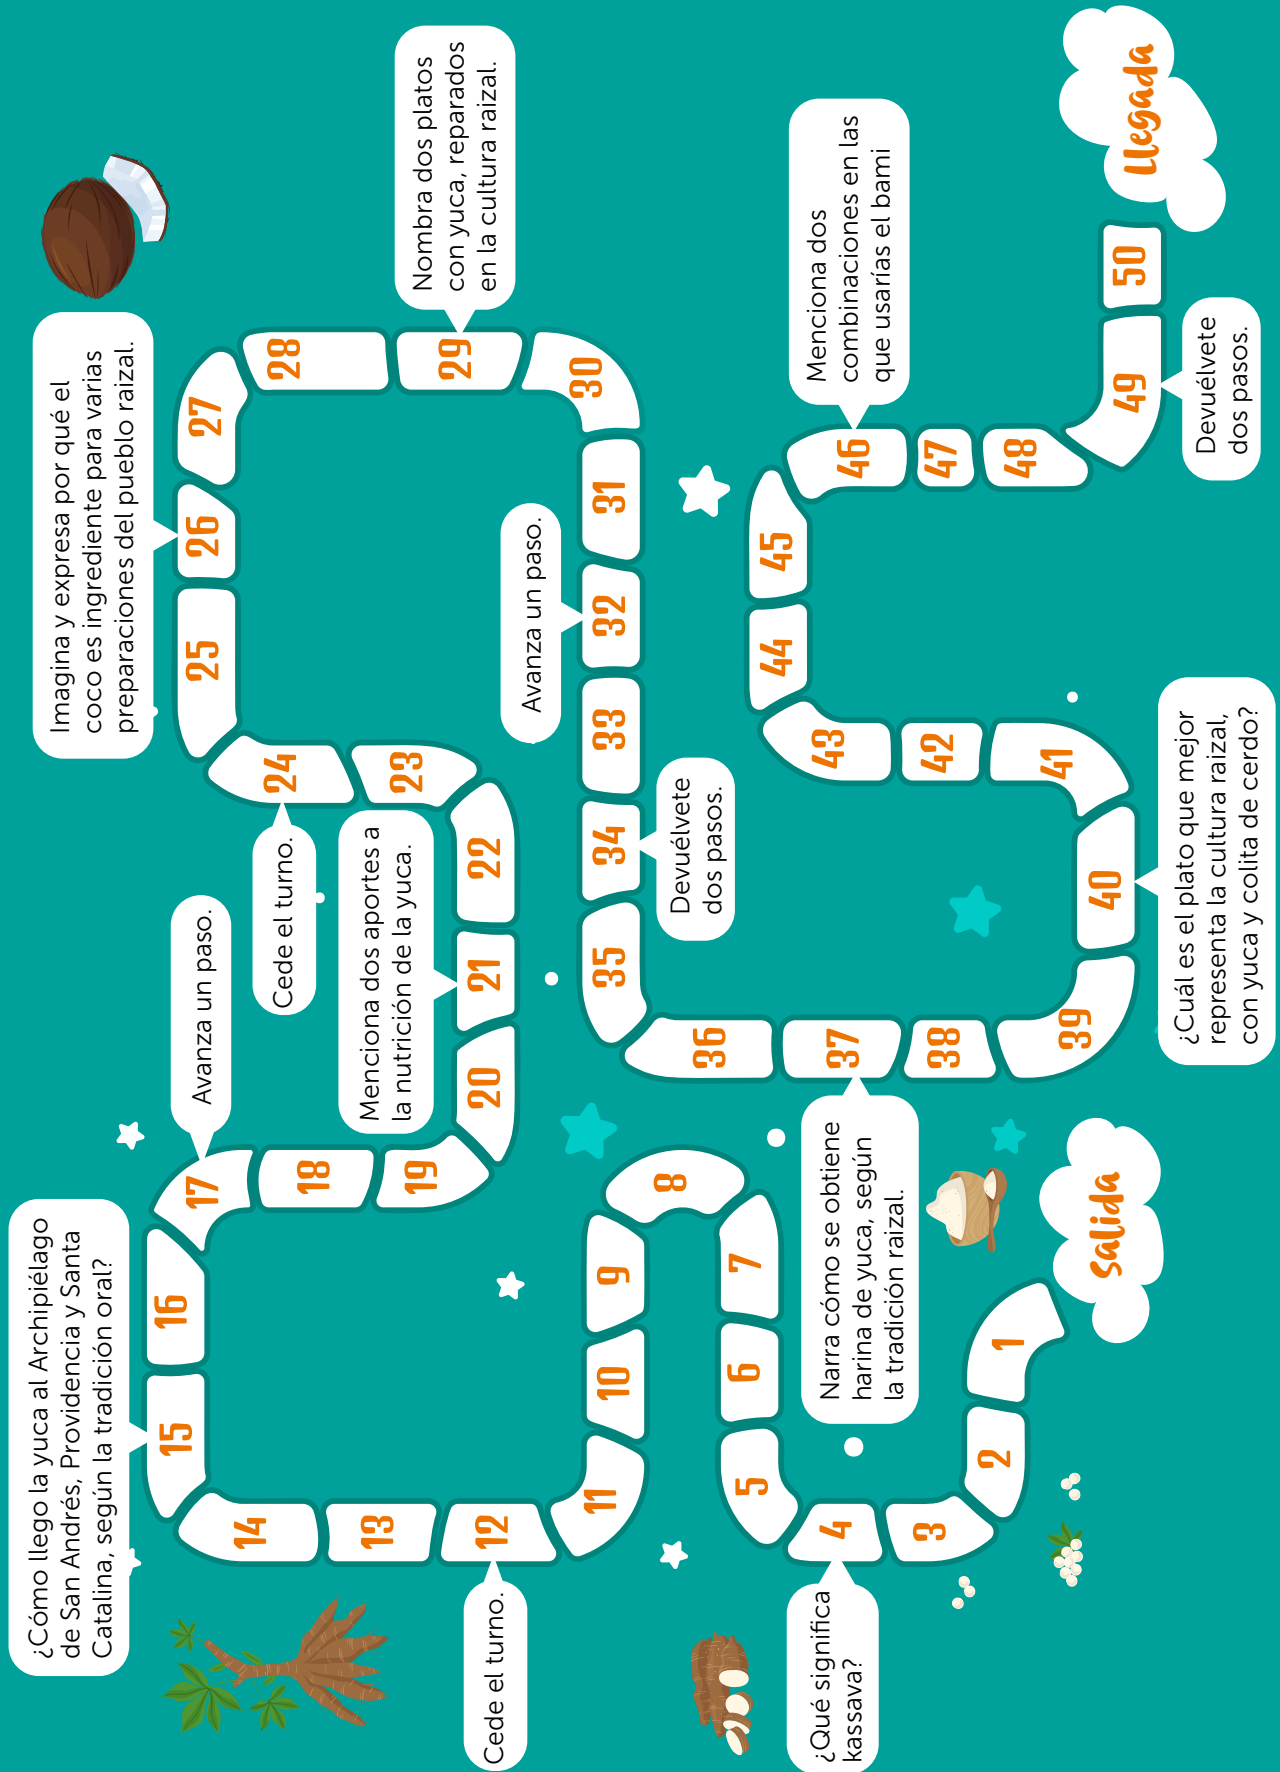 Salida
1
2
3
4
¿Qué significa
kassava?
5
6
7
8
9
10
11
12
Cede el turno.
13
14
15
¿Cómo llego la yuca al Archipiélago
de San Andrés, Providencia y Santa
Catalina, según la tradición oral?
16
17
Avanza un paso.
18
19
20
21
Menciona dos aportes a
la nutrición de la yuca.
22
23
24
Cede el turno.
25
26
Imagina y expresa por qué el
coco es ingrediente para varias
preparaciones del pueblo raizal.
27
28
29
Nombra dos platos
con yuca, reparados
en la cultura raizal.
30
31
32
Avanza un paso.
33
34
Devuélvete
dos pasos.
35
36
37
Narra cómo se obtiene
harina de yuca, según
la tradición raizal.
38
39
40
¿Cuál es el plato que mejor
representa la cultura raizal,
con yuca y colita de cerdo?
41
42
43
44
45
46
Menciona dos
combinaciones en las
que usarías el bami
47
48
49
Devuélvete
dos pasos.
50
Llegada